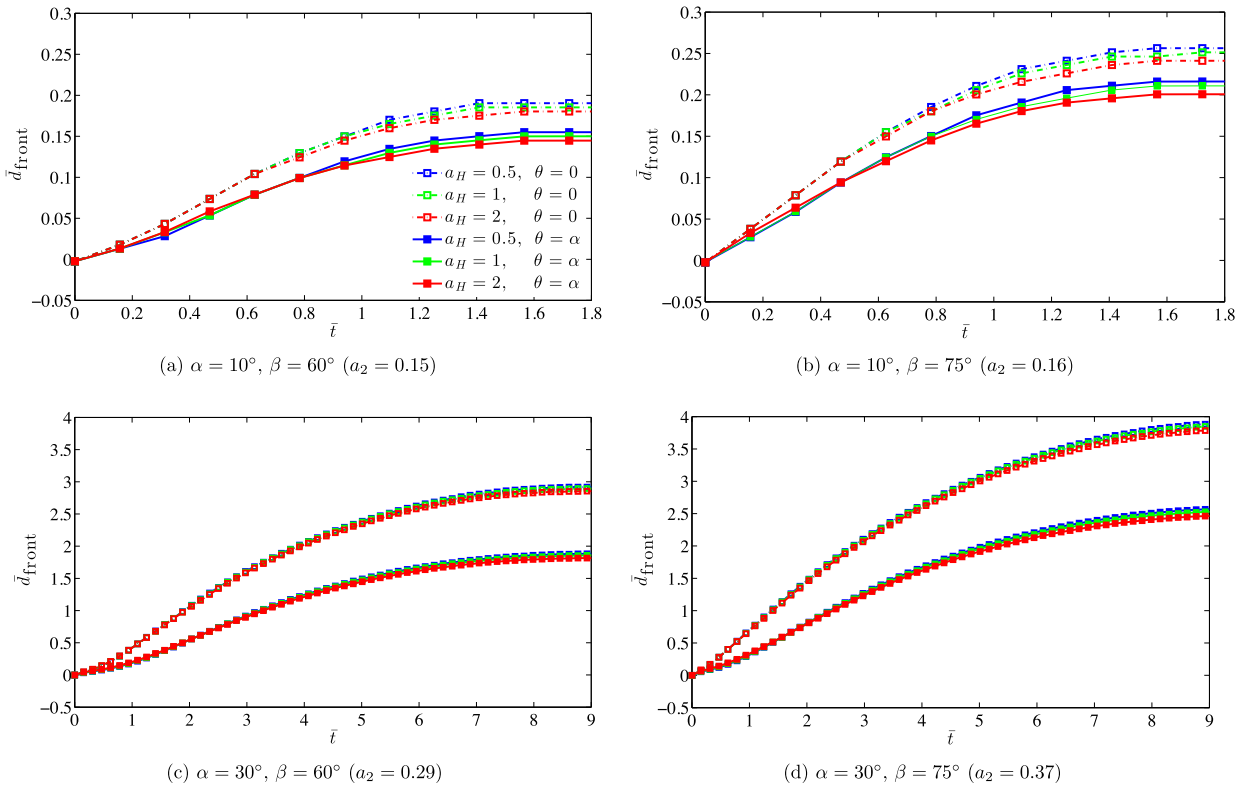 0.3
0.25
0.2
0.15
0.1
0.05
0
−0.05
d̄front
0 0.2 0.4 0.6 0.8 1 1.2 1.4 1.6 1.8
t̄
aH = 0.5, θ = 0
aH = 1, θ = 0
aH = 2, θ = 0
aH = 0.5, θ = α
aH = 1, θ = α
aH = 2, θ = α
(a) α = 10°, β = 60° (a2 = 0.15)
0.3
0.25
0.2
0.15
0.1
0.05
0
−0.05
d̄front
0 0.2 0.4 0.6 0.8 1 1.2 1.4 1.6 1.8
t̄
(b) α = 10°, β = 75° (a2 = 0.16)
4
3.5
3
2.5
2
1.5
1
0.5
0
−0.5
d̄front
0 1 2 3 4 5 6 7 8 9
t̄
(c) α = 30°, β = 60° (a2 = 0.29)
4
3.5
3
2.5
2
1.5
1
0.5
0
−0.5
d̄front
0 1 2 3 4 5 6 7 8 9
t̄
(d) α = 30°, β = 75° (a2 = 0.37)